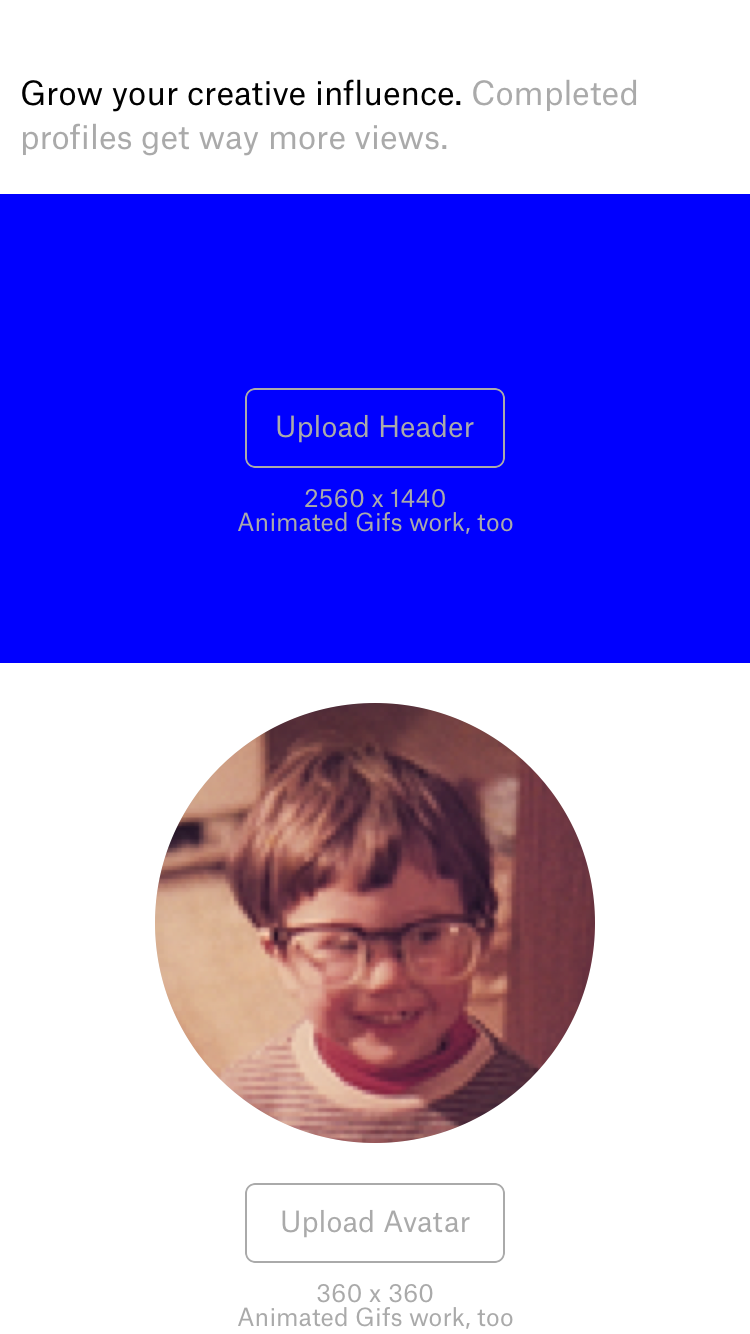 Grow your creative influence. Completed
profiles get way more views.
Upload Header
2560 x 1440
Animated Gifs work, too
Upload Avatar
360 x 360
Animated Gifs work, too